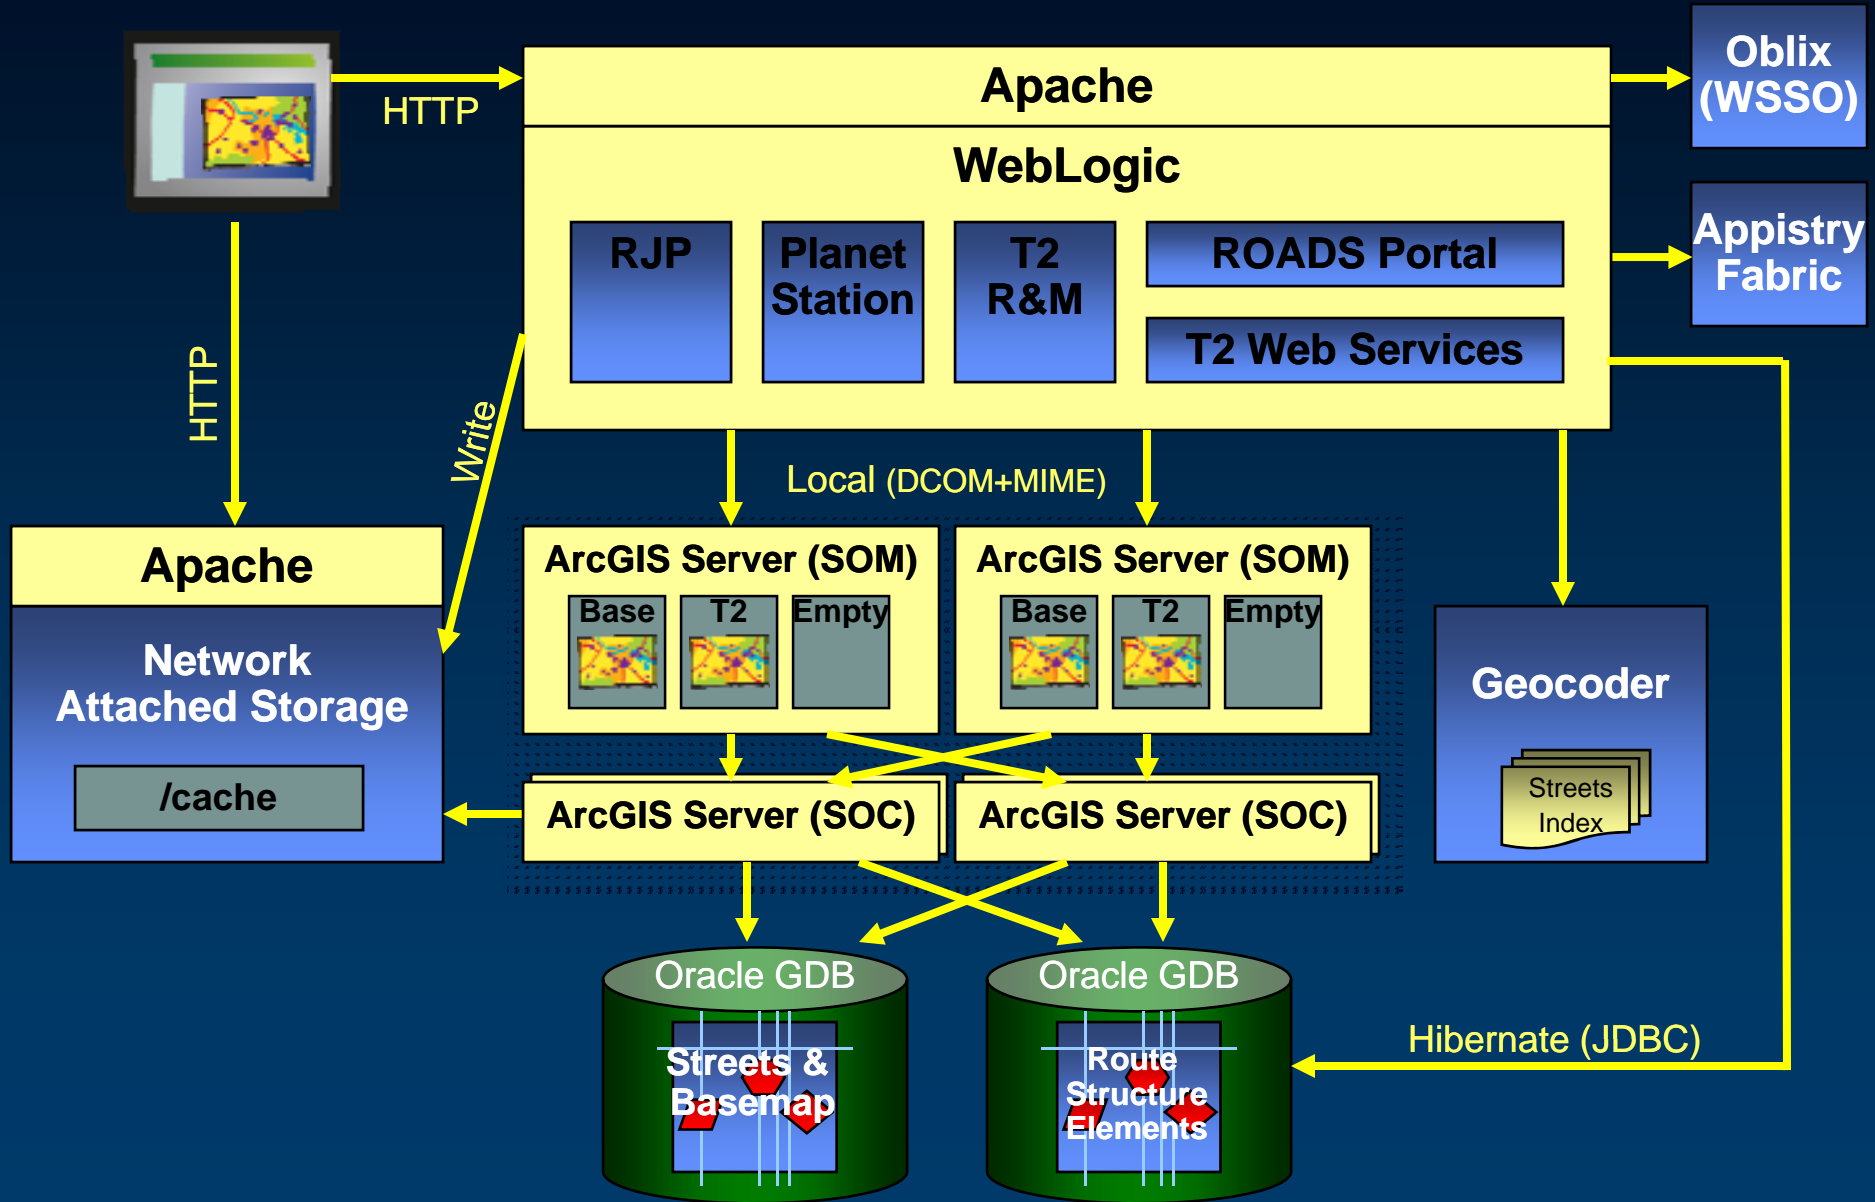 Oblix
(WSSO)
Apache
HTTP
WebLogic
RJP
Planet
Station
T2
R&M
ROADS Portal
T2 Web Services
Appistry
Fabric
HTTP
Write
Local (DCOM+MIME)
Apache
Network
Attached Storage
/cache
ArcGIS Server (SOM)
Base
T2
Empty
ArcGIS Server (SOM)
Base
T2
Empty
Geocoder
Streets
Index
ArcGIS Server (SOC)
ArcGIS Server (SOC)
Oracle GDB
Streets &
Basemap
Oracle GDB
Route
Structure
Elements
Hibernate (JDBC)